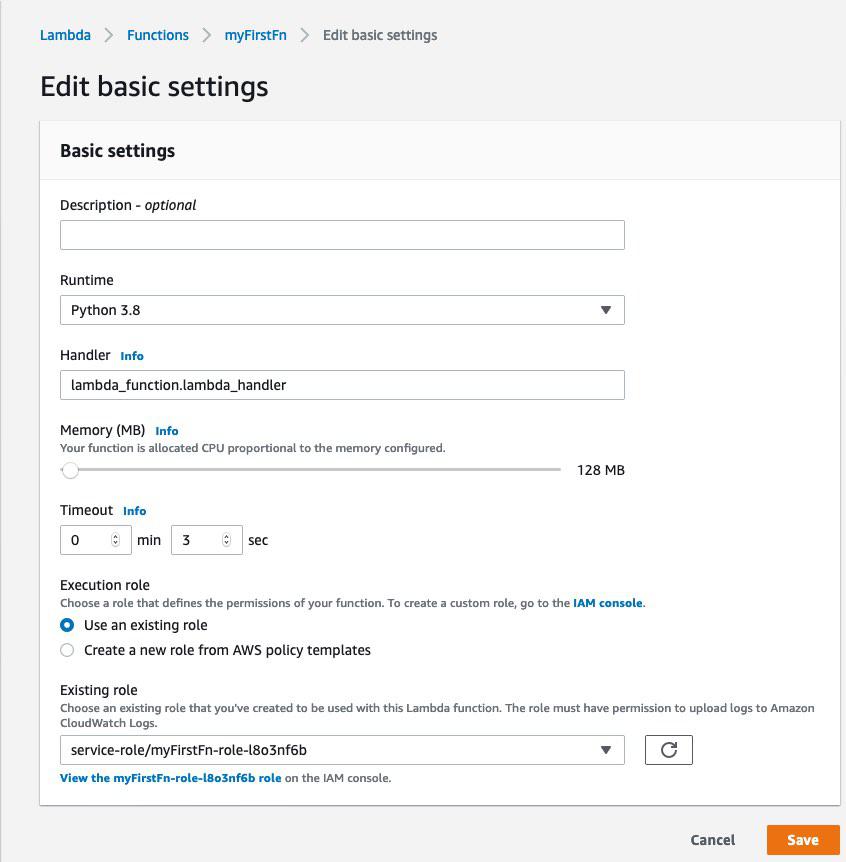 Lambda > Functions > myFirstFn > Edit basic settings
Edit basic settings
Basic settings
Description - optional
Runtime
Python 3.8
Handler Info
lambda_function.lambda_handler
Memory (MB) Info
Your function is allocated CPU proportional to the memory configured.
128 MB
Timeout Info
0 min 3 sec
Execution role
Choose a role that defines the permissions of your function. To create a custom role, go to the IAM console.
Use an existing role
Create a new role from AWS policy templates
Existing role
Choose an existing role that you've created to be used with this Lambda function. The role must have permission to upload logs to Amazon
CloudWatch Logs.
service-role/myFirstFn-role-l8o3nf6b
View the myFirstFn-role-l8o3nf6b role on the IAM console.
Cancel Save